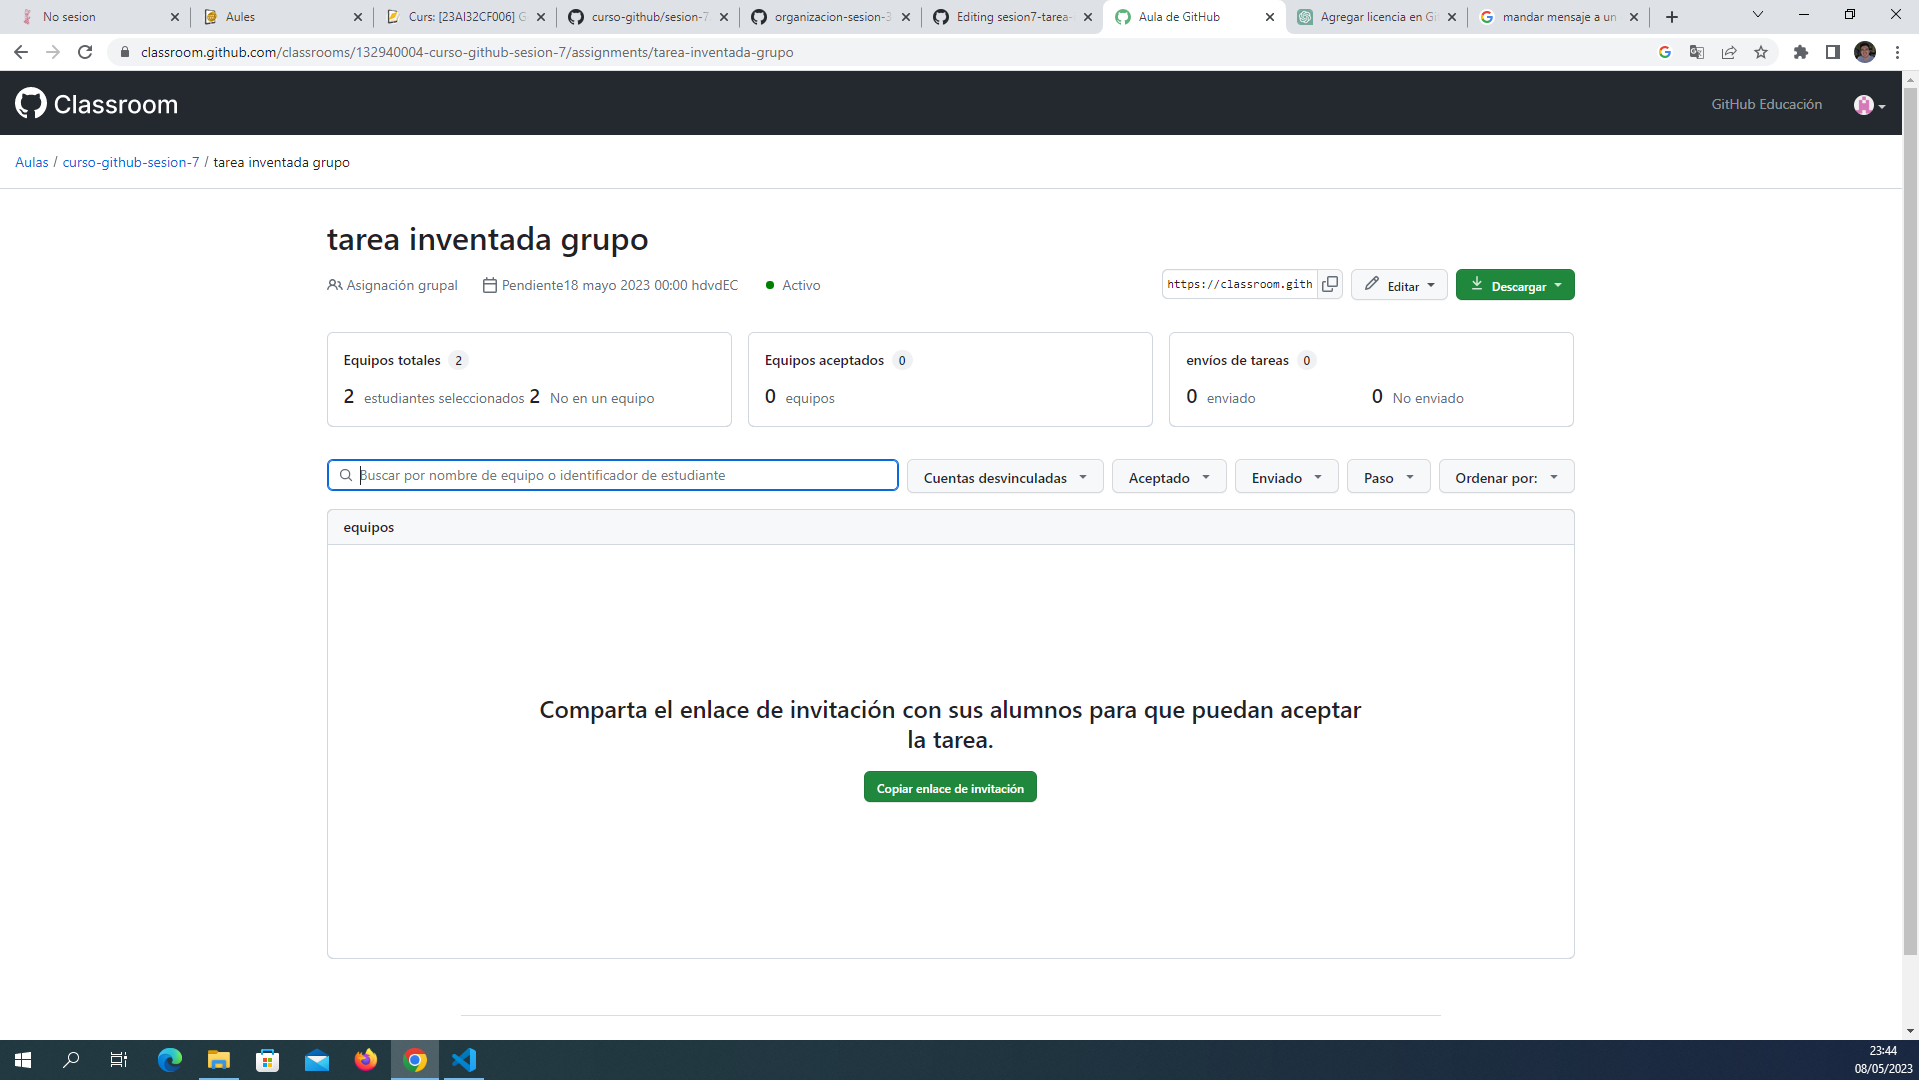 No sesion
Aules
Curs: [23AI32CF006] G
curso-github/sesion-7
organizacion-sesion-3
Editing sesion7-tarea-
Aula de GitHub
Agregar licencia en Gi
mandar mensaje a un
classroom.github.com/classrooms/132940004-curso-github-sesion-7/assignments/tarea-inventada-grupo
Classroom
GitHub Educación
Aulas / curso-github-sesion-7 / tarea inventada grupo
tarea inventada grupo
Asignación grupal
Pendiente18 mayo 2023 00:00 hdvdEC
Activo
https://classroom.gith
Editar
Descargar
Equipos totales 2
2 estudiantes seleccionados 2 No en un equipo
Equipos aceptados 0
0 equipos
envíos de tareas 0
0 enviado
0 No enviado
Buscar por nombre de equipo o identificador de estudiante
Cuentas desvinculadas
Aceptado
Enviado
Paso
Ordenar por:
equipos
Comparta el enlace de invitación con sus alumnos para que puedan aceptar
la tarea.
Copiar enlace de invitación
23:44
08/05/2023